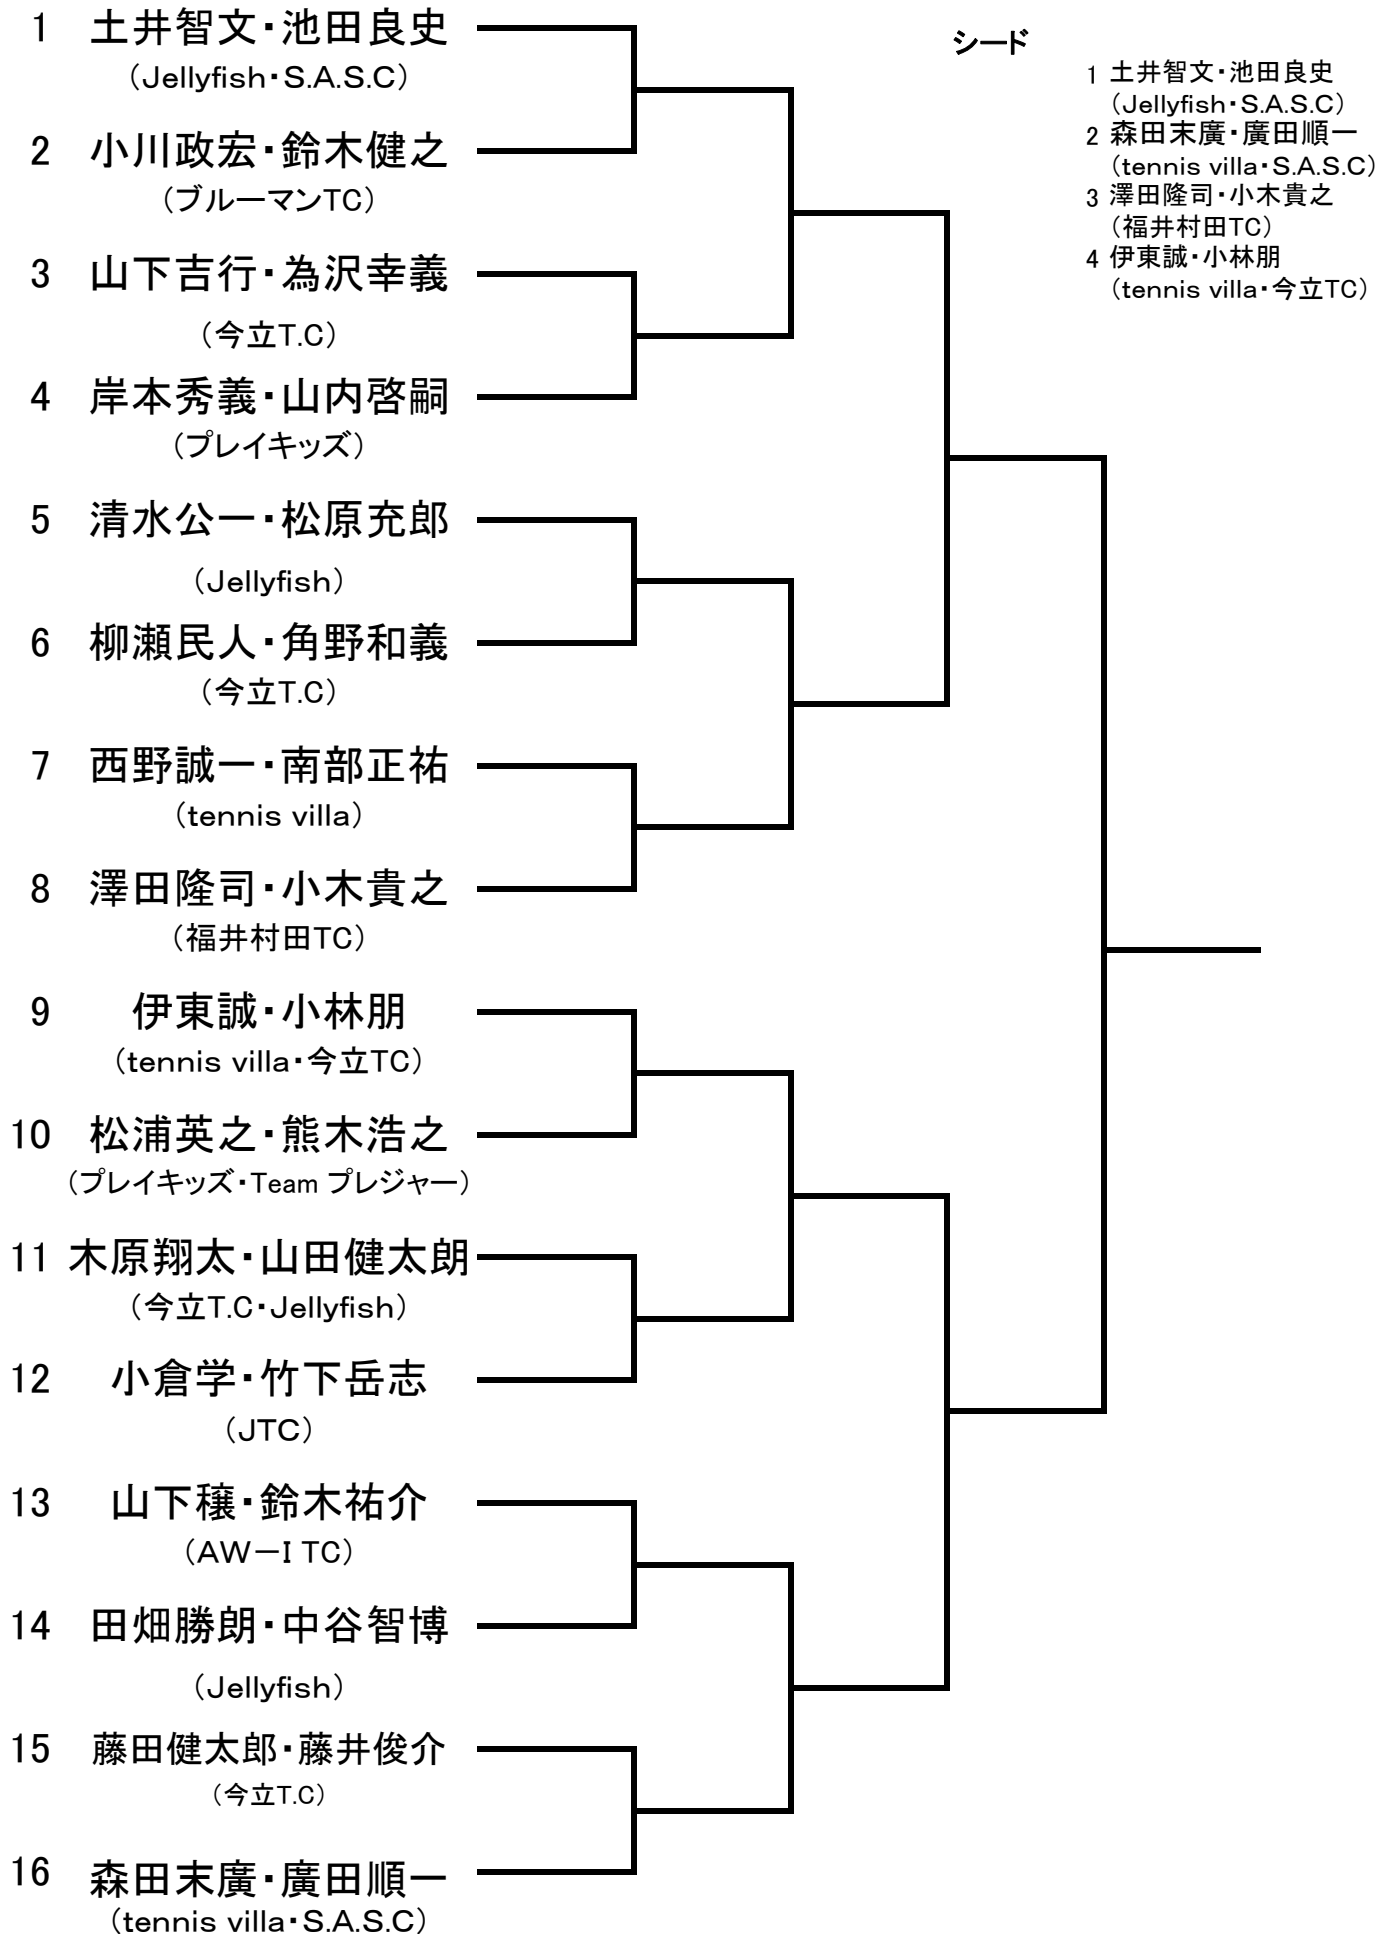 1 土井智文・池田良史
（Jellyfish・S.A.S.C）
2 小川政宏・鈴木健之
（ブルーマンTC）
3 山下吉行・為沢幸義
（今立T.C）
4 岸本秀義・山内啓嗣
（プレイキッズ）
5 清水公一・松原充郎
（Jellyfish）
6 柳瀬民人・角野和義
（今立T.C）
7 西野誠一・南部正祐
（tennis villa）
8 澤田隆司・小木貴之
（福井村田TC）
9 伊東誠・小林朋
（tennis villa・今立TC）
10 松浦英之・熊木浩之
（プレイキッズ・Team プレジャー）
11 木原翔太・山田健太朗
（今立T.C・Jellyfish）
12 小倉学・竹下岳志
（JTC）
13 山下穣・鈴木祐介
（AW－I TC）
14 田畑勝朗・中谷智博
（Jellyfish）
15 藤田健太郎・藤井俊介
（今立T.C）
16 森田末廣・廣田順一
（tennis villa・S.A.S.C）
シード
1 土井智文・池田良史
（Jellyfish・S.A.S.C）
2 森田末廣・廣田順一
（tennis villa・S.A.S.C）
3 澤田隆司・小木貴之
（福井村田TC）
4 伊東誠・小林朋
（tennis villa・今立TC）